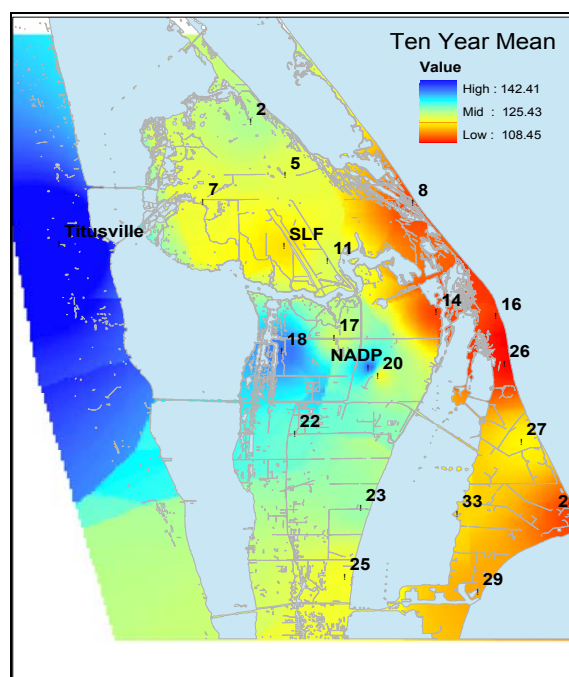 Ten Year Mean
Value
High : 142.41
Mid : 125.43
Low : 108.45
2
5
7
8
Titusville
SLF
11
14
16
17
18
NADP
20
26
22
27
23
33
2
25
29